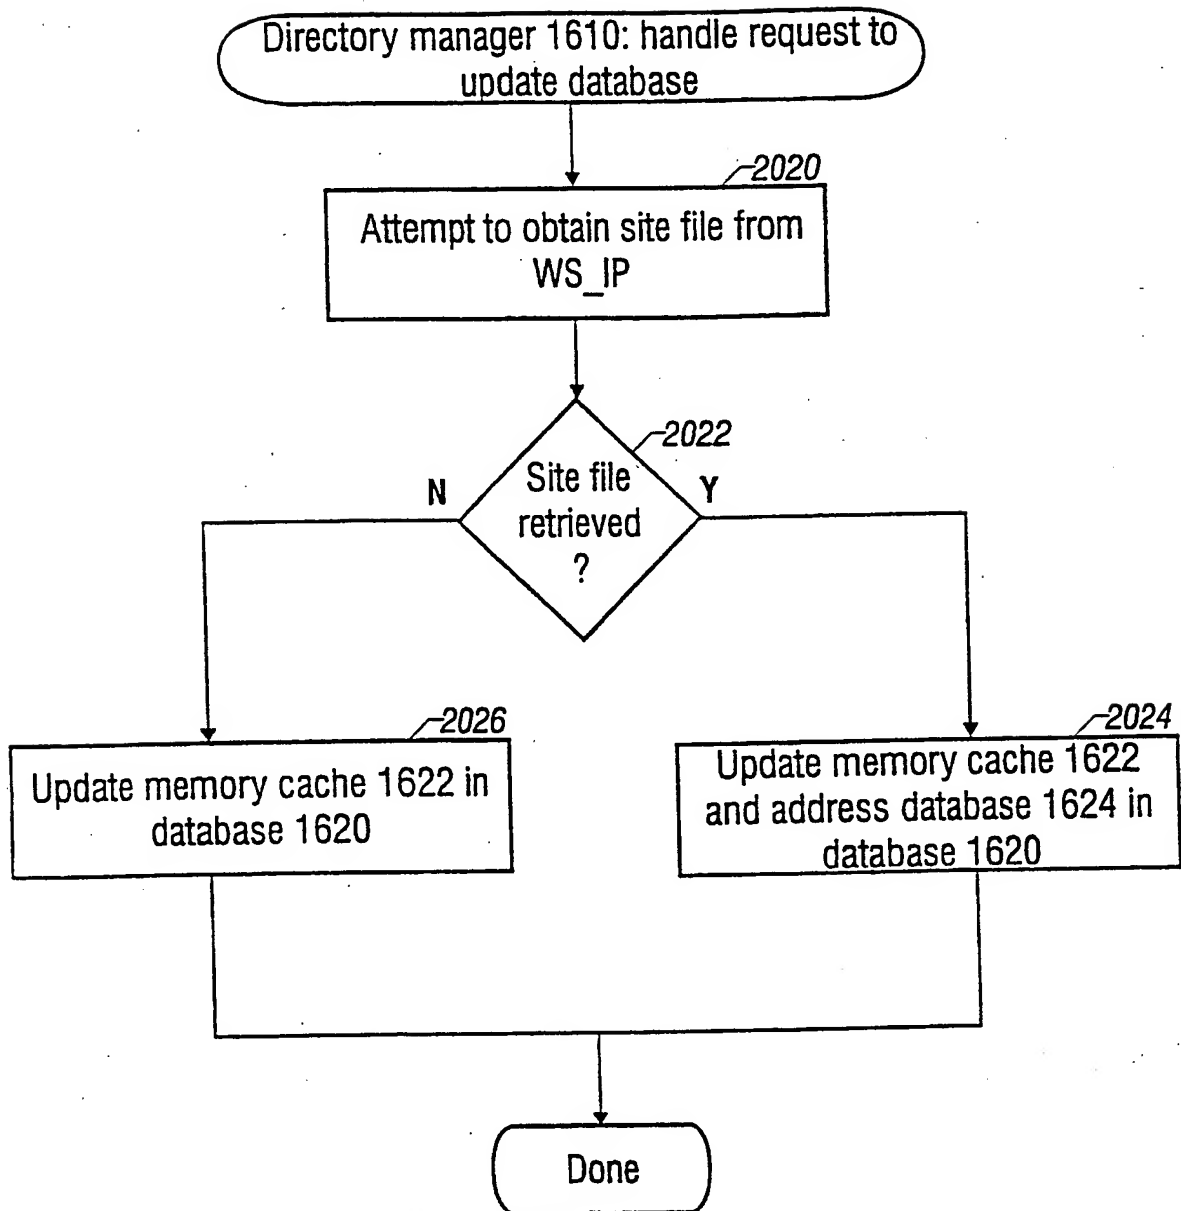 Directory manager 1610: handle request to
update database
2020
Attempt to obtain site file from
WS_IP
2022
N
Site file
retrieved
?
Y
2026
Update memory cache 1622 in
database 1620
2024
Update memory cache 1622
and address database 1624 in
database 1620
Done